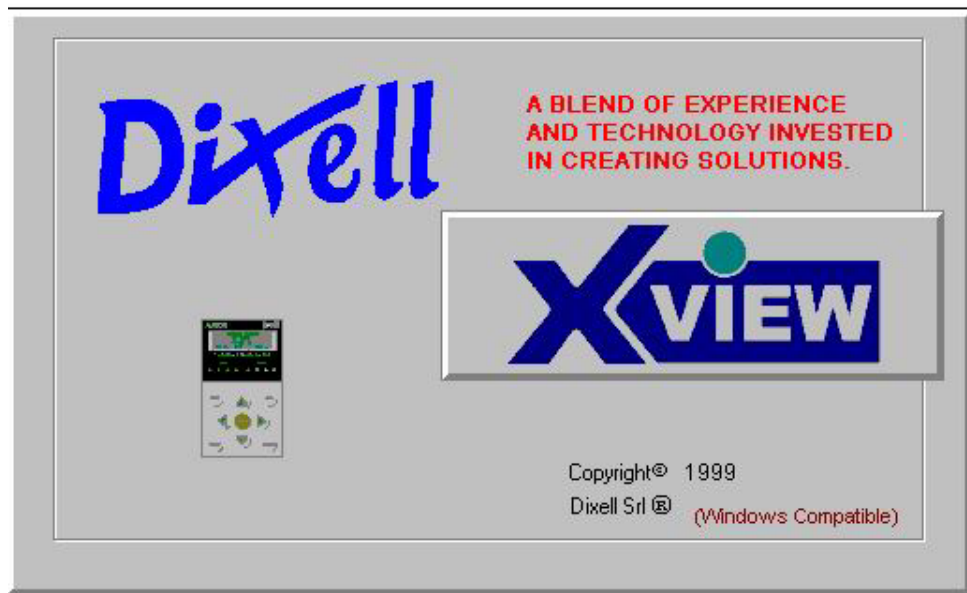 Dixell
A BLEND OF EXPERIENCE
AND TECHNOLOGY INVESTED
IN CREATING SOLUTIONS.
XVIEW
Copyright© 1999
Dixell Srl ®
(Windows Compatible)